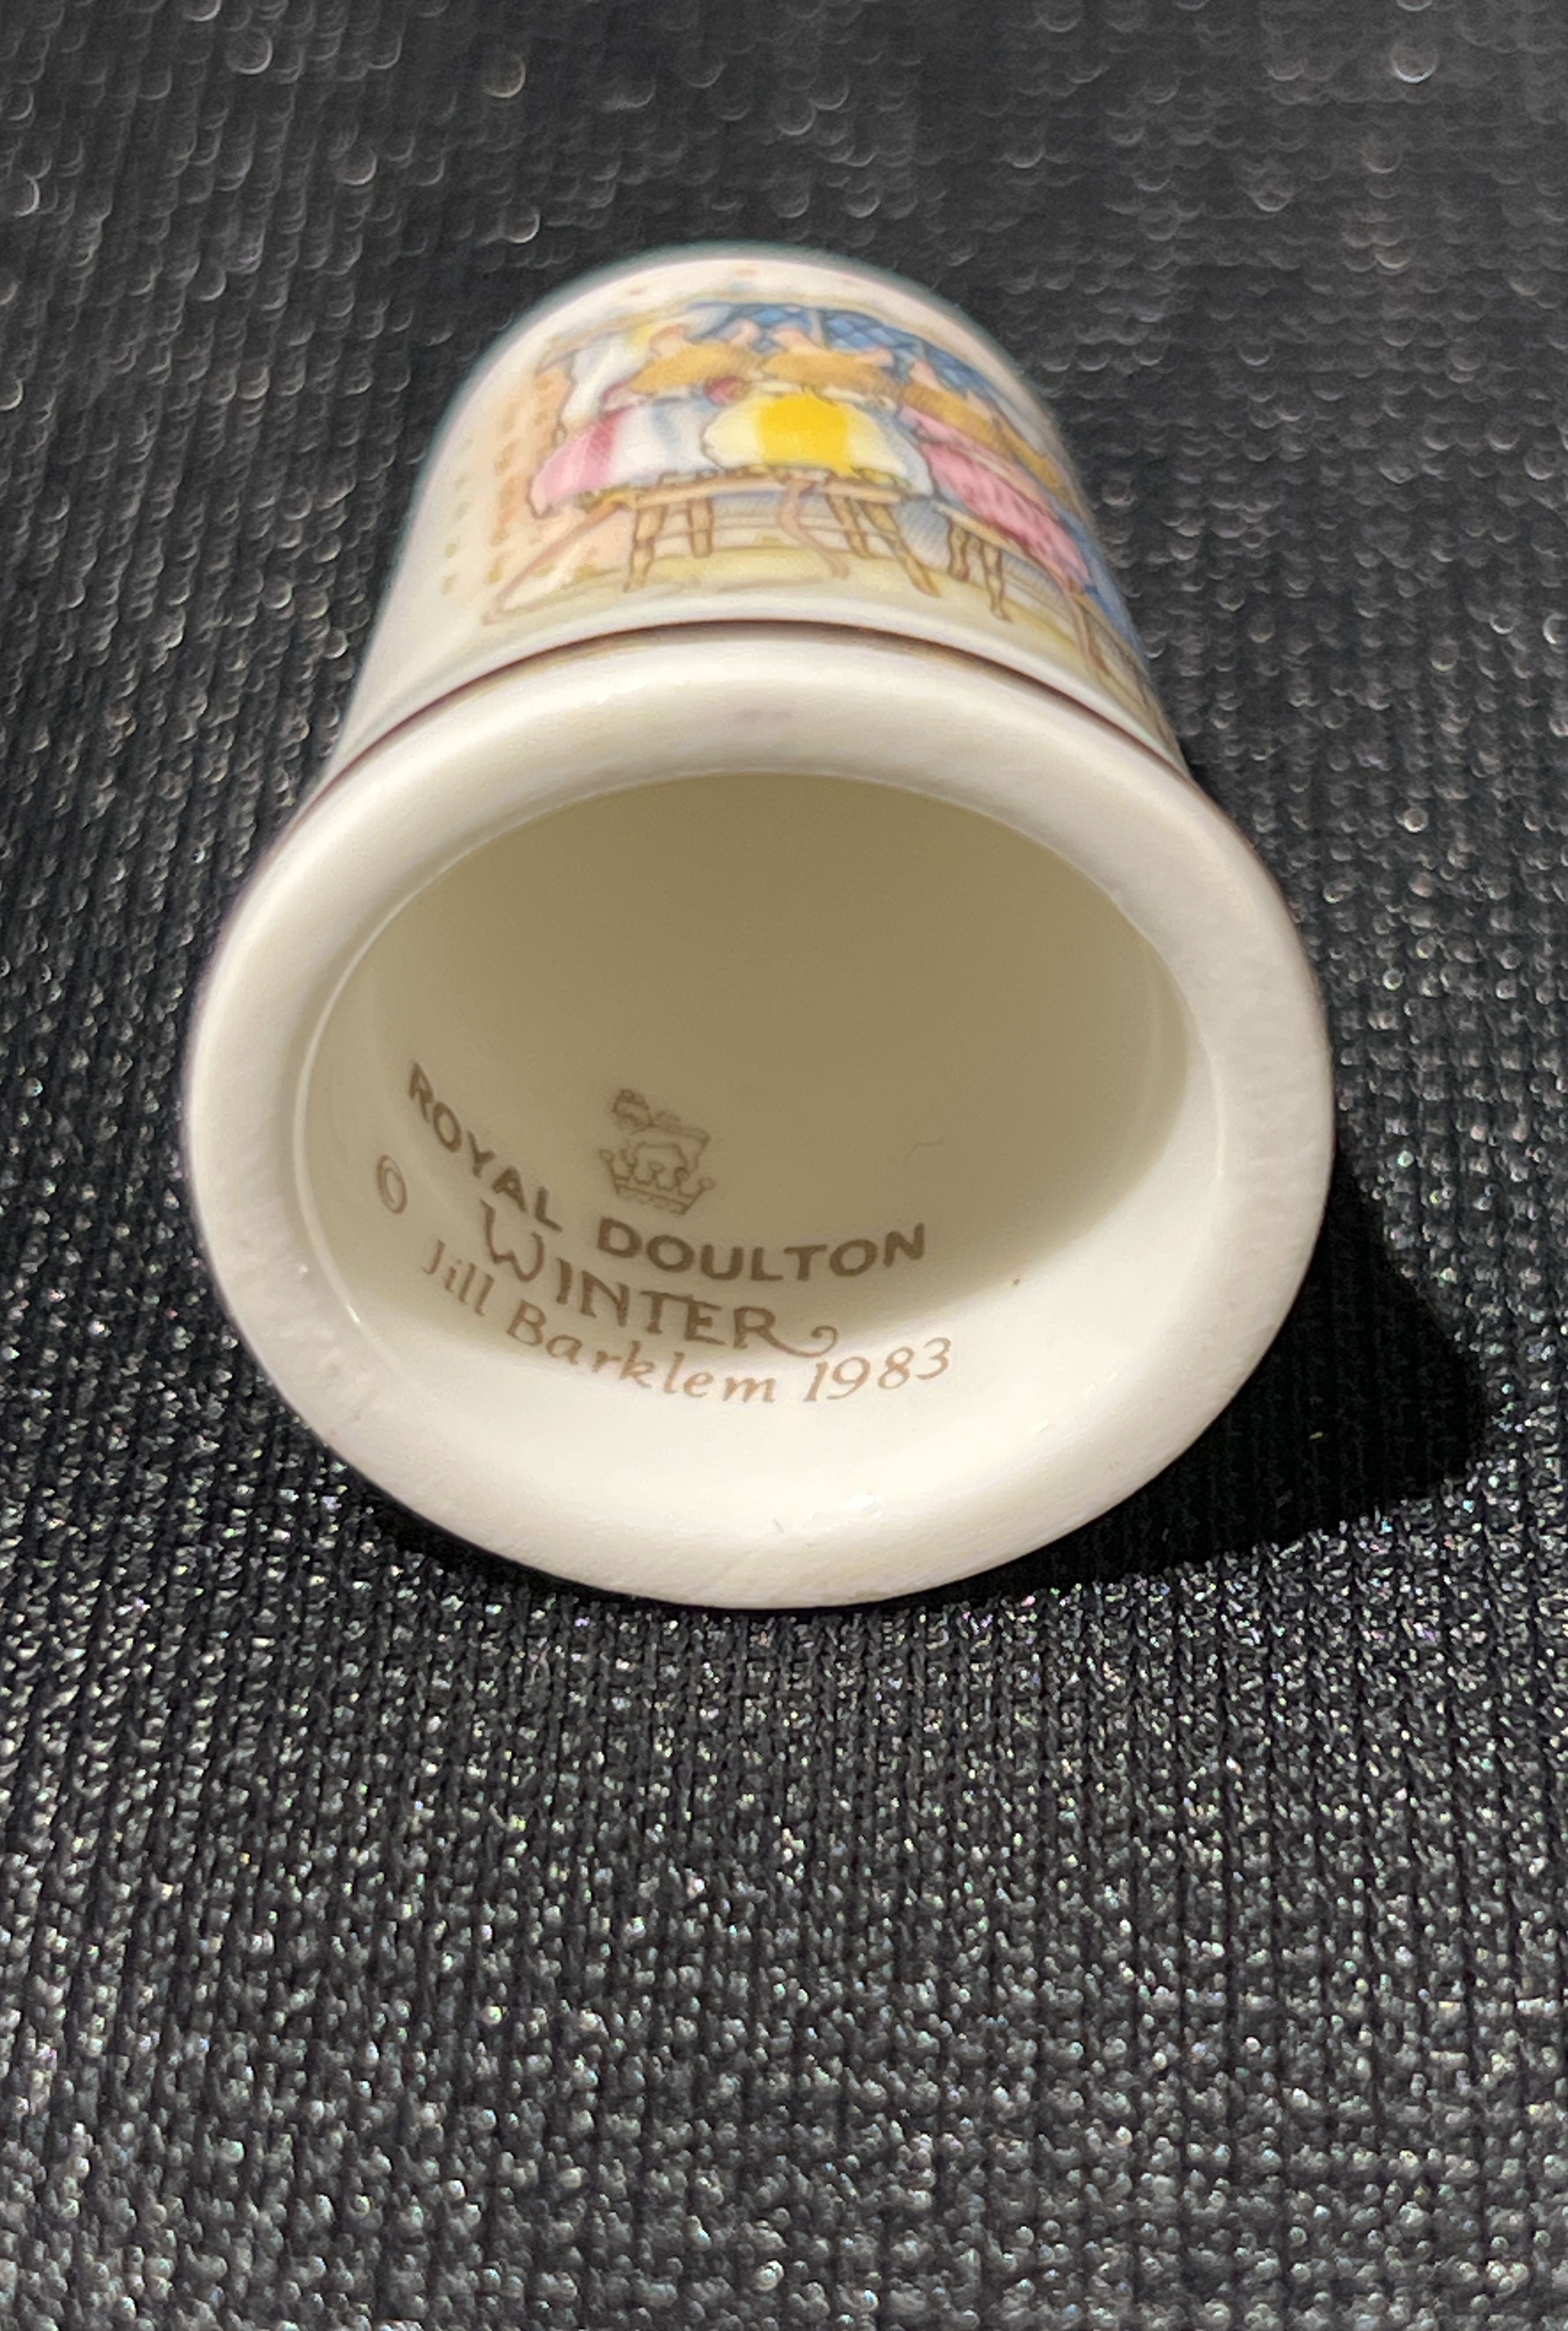 ROYAL DOULTON
WINTER
© Jill Barklem 1983